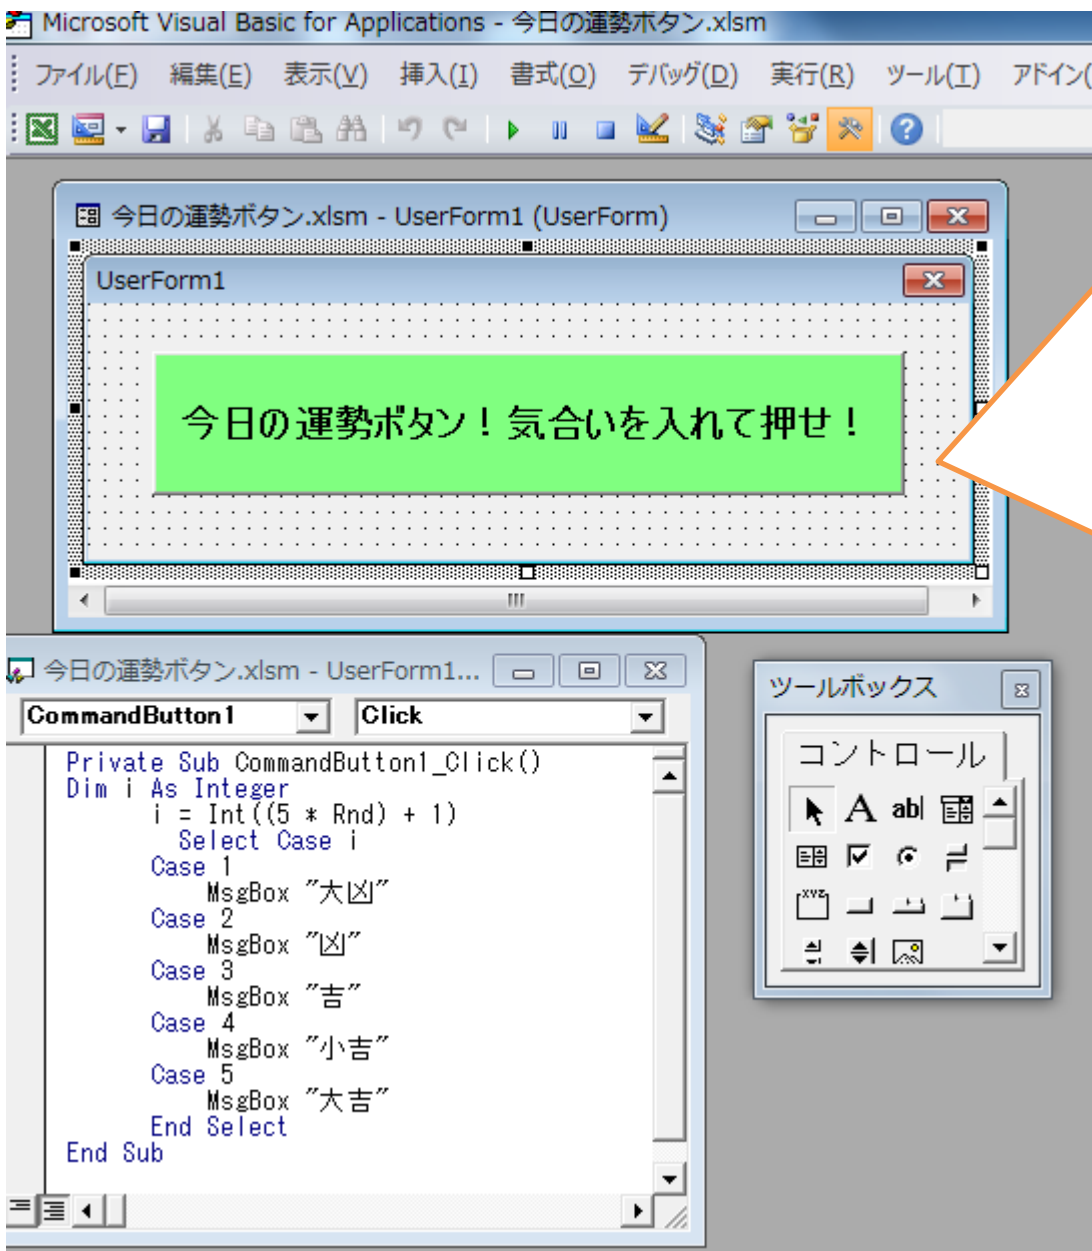 Microsoft Visual Basic for Applications - 今日の運勢ボタン.xlsm
ファイル(F) 編集(E) 表示(V) 挿入(I) 書式(O) デバッグ(D) 実行(R) ツール(T) アドイン(
今日の運勢ボタン.xlsm - UserForm1 (UserForm)
UserForm1
今日の運勢ボタン！気合いを入れて押せ！
今日の運勢ボタン.xlsm - UserForm1...
CommandButton1 Click
Private Sub CommandButton1_Click()
Dim i As Integer
i = Int((5 * Rnd) + 1)
Select Case i
Case 1
MsgBox "大凶"
Case 2
MsgBox "凶"
Case 3
MsgBox "吉"
Case 4
MsgBox "小吉"
Case 5
MsgBox "大吉"
End Select
End Sub
ツールボックス
コントロール
A ab|
xyz